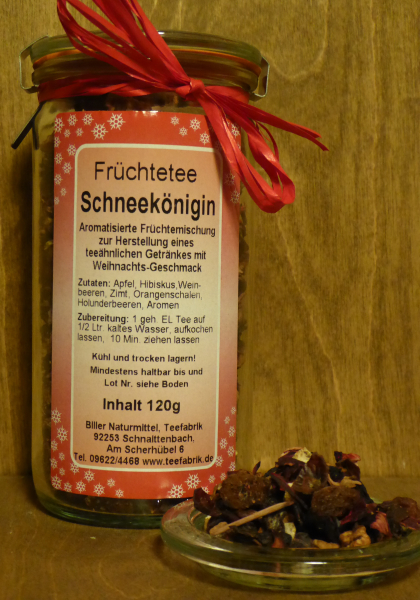 Früchtetee
Schneekönigin
Aromatisierte Früchtemischung
zur Herstellung eines
teeähnlichen Getränkes mit
Weihnachts-Geschmack
Zutaten: Apfel, Hibiskus,Wein-
beeren, Zimt, Orangenschalen,
Holunderbeeren, Aromen
Zubereitung: 1 geh. EL Tee auf
1/2 Ltr. kaltes Wasser, aufkochen
lassen, 10 Min. ziehen lassen
Kühl und trocken lagern!
Mindestens haltbar bis und
Lot Nr. siehe Boden
Inhalt 120g
Biller Naturmittel, Teefabrik
92253 Schnaittenbach,
Am Scherhübel 6
Tel. 09622/4468 www.teefabrik.de